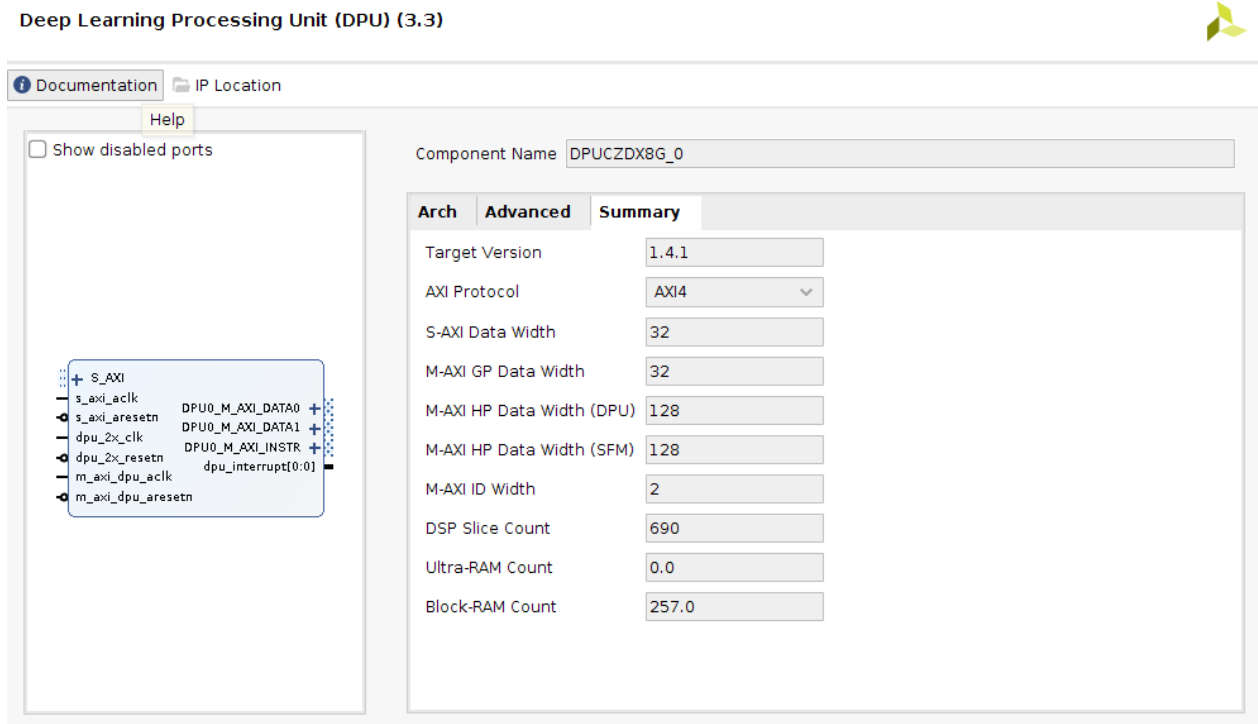 Deep Learning Processing Unit (DPU) (3.3)
Documentation IP Location
Help
Show disabled ports
S_AXI
s_axi_aclk
s_axi_aresetn
dpu_2x_clk
dpu_2x_resetn
m_axi_dpu_aclk
m_axi_dpu_aresetn
DPU0_M_AXI_DATA0
DPU0_M_AXI_DATA1
DPU0_M_AXI_INSTR
dpu_interrupt[0:0]
Component Name DPUCZDX8G_0
Arch Advanced Summary
Target Version 1.4.1
AXI Protocol AXI4
S-AXI Data Width 32
M-AXI GP Data Width 32
M-AXI HP Data Width (DPU) 128
M-AXI HP Data Width (SFM) 128
M-AXI ID Width 2
DSP Slice Count 690
Ultra-RAM Count 0.0
Block-RAM Count 257.0